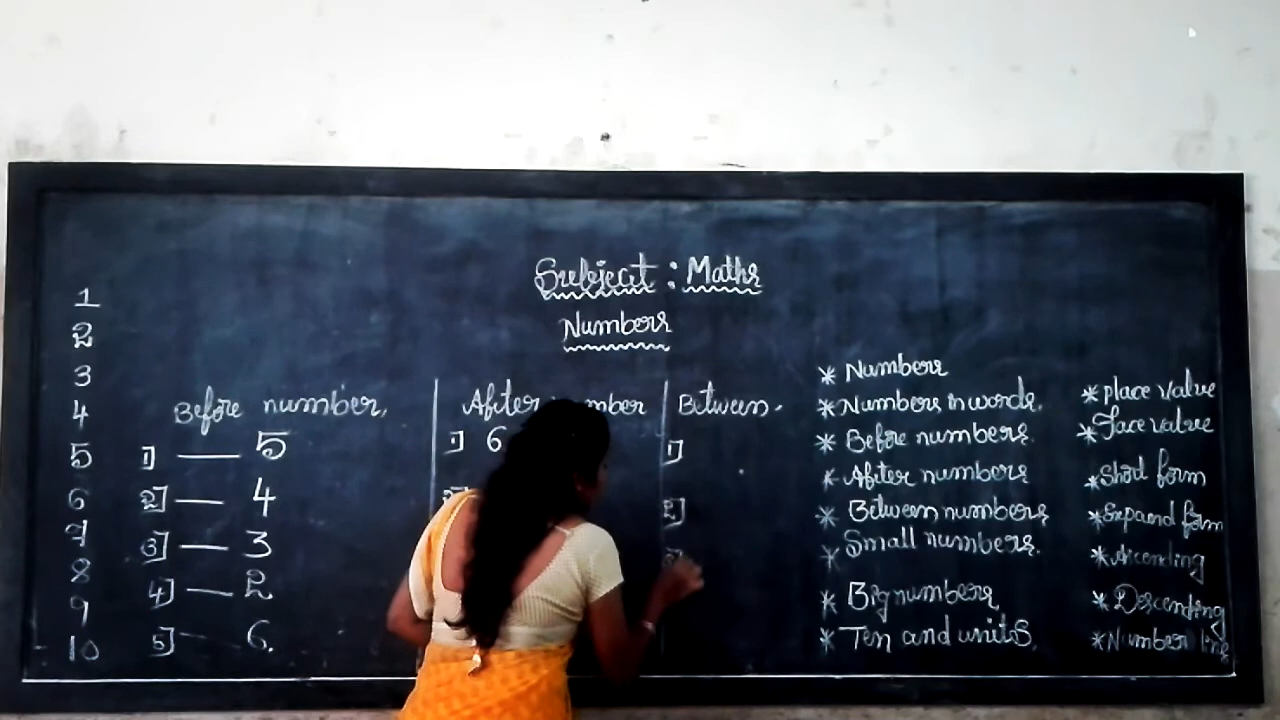 Subject : Maths
Numbers
1
2
3
4
5
6
7
8
9
10
Before number,
1] — 5
2] — 4
3] — 3
4] — 2
5] — 6.
After number
1] 6
Between.
1]
2]
* Numbers
* Numbers in words.
* Before numbers.
* After numbers
* Between numbers
* Small numbers.
* Big numbers
* Ten and units.
* place value
* Face value
* Short form
* Expand form
* Ascending
* Descending
* Number line